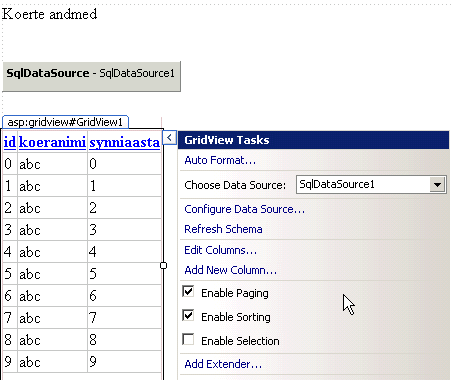 Koerte andmed
SqlDataSource - SqlDataSource1
asp:gridview#GridView1
id koeranimi synniaasta
0 abc 0
1 abc 1
2 abc 2
3 abc 3
4 abc 4
5 abc 5
6 abc 6
7 abc 7
8 abc 8
9 abc 9
GridView Tasks
Auto Format...
Choose Data Source: SqlDataSource1
Configure Data Source...
Refresh Schema
Edit Columns...
Add New Column...
Enable Paging
Enable Sorting
Enable Selection
Add Extender...